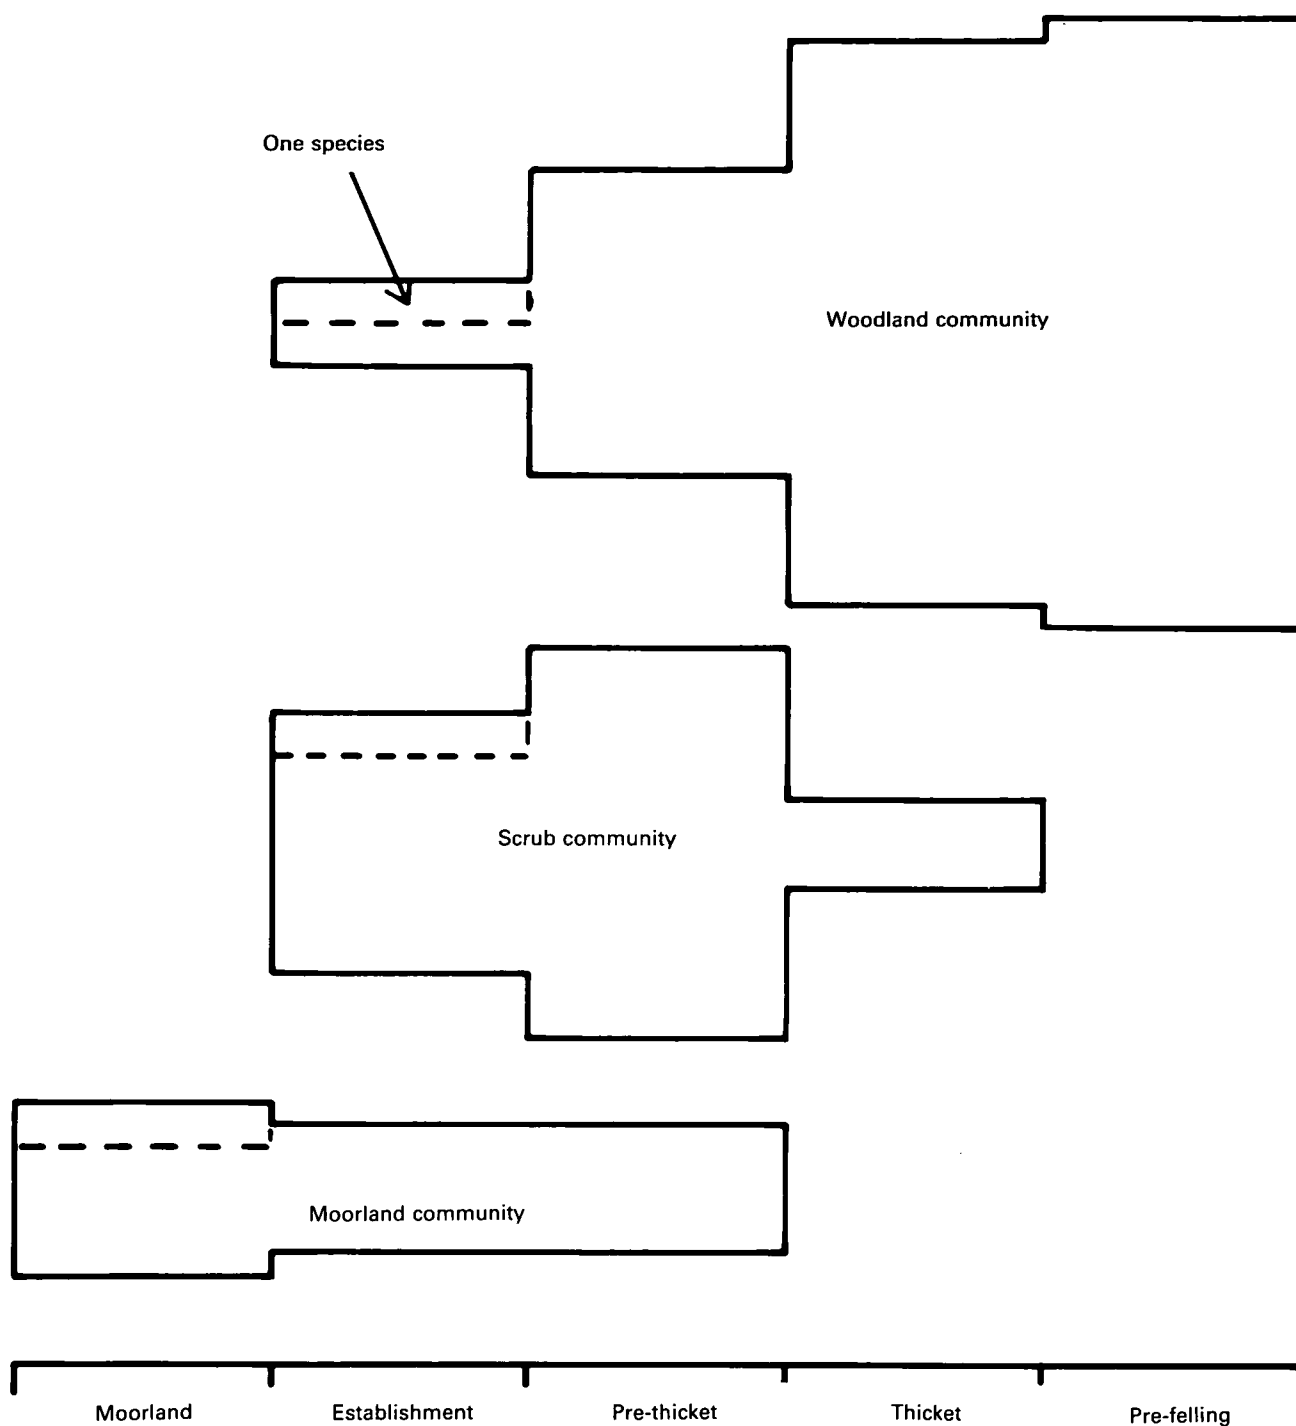 One species
Woodland community
Scrub community
Moorland community
Moorland Establishment Pre-thicket Thicket Pre-felling